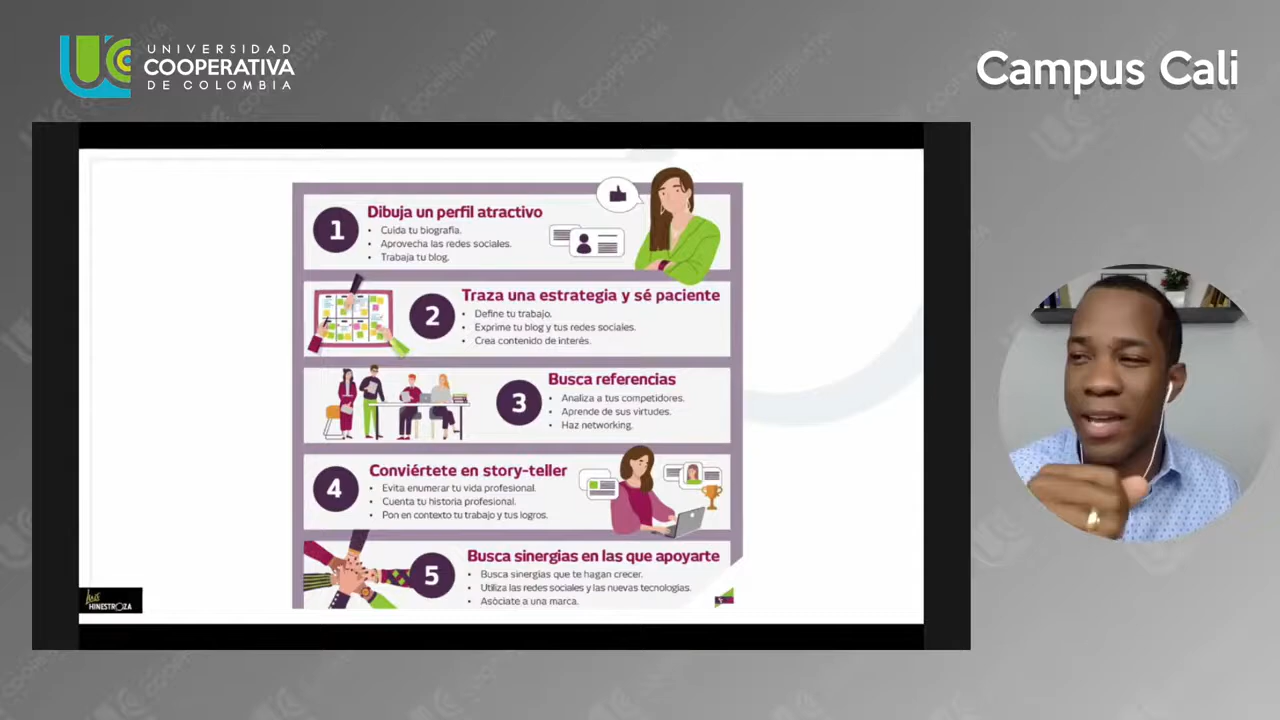 UNIVERSIDAD
COOPERATIVA
DE COLOMBIA
Campus Cali
1
Dibuja un perfil atractivo
• Cuida tu biografía.
• Aprovecha las redes sociales.
• Trabaja tu blog.
2
Traza una estrategia y sé paciente
• Define tu trabajo.
• Exprime tu blog y tus redes sociales.
• Crea contenido de interés.
3
Busca referencias
• Analiza a tus competidores.
• Aprende de sus virtudes.
• Haz networking.
4
Conviértete en story-teller
• Evita enumerar tu vida profesional.
• Cuenta tu historia profesional.
• Pon en contexto tu trabajo y tus logros.
5
Busca sinergias en las que apoyarte
• Busca sinergias que te hagan crecer.
• Utiliza las redes sociales y las nuevas tecnologías.
• Asóciate a una marca.
HINESTROZA